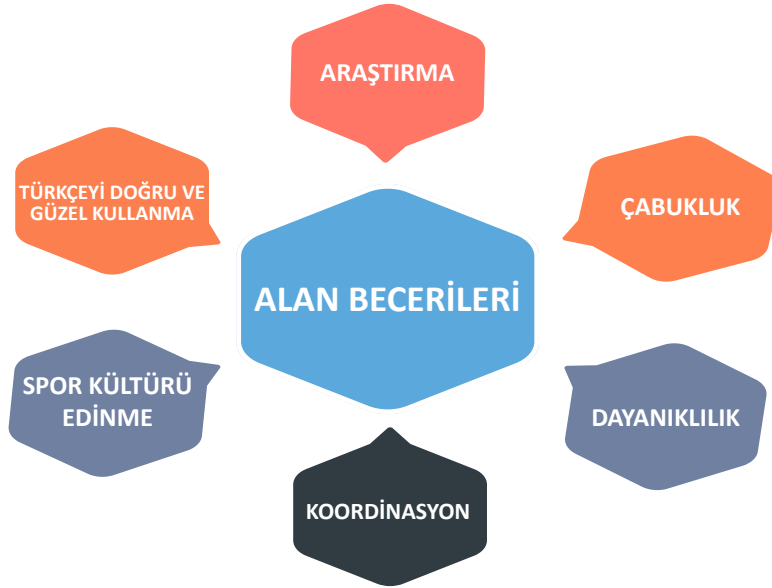 ARAŞTIRMA
TÜRKÇEYİ DOĞRU VE
GÜZEL KULLANMA
ÇABUKLUK
ALAN BECERİLERİ
SPOR KÜLTÜRÜ
EDİNME
DAYANIKLILIK
KOORDİNASYON